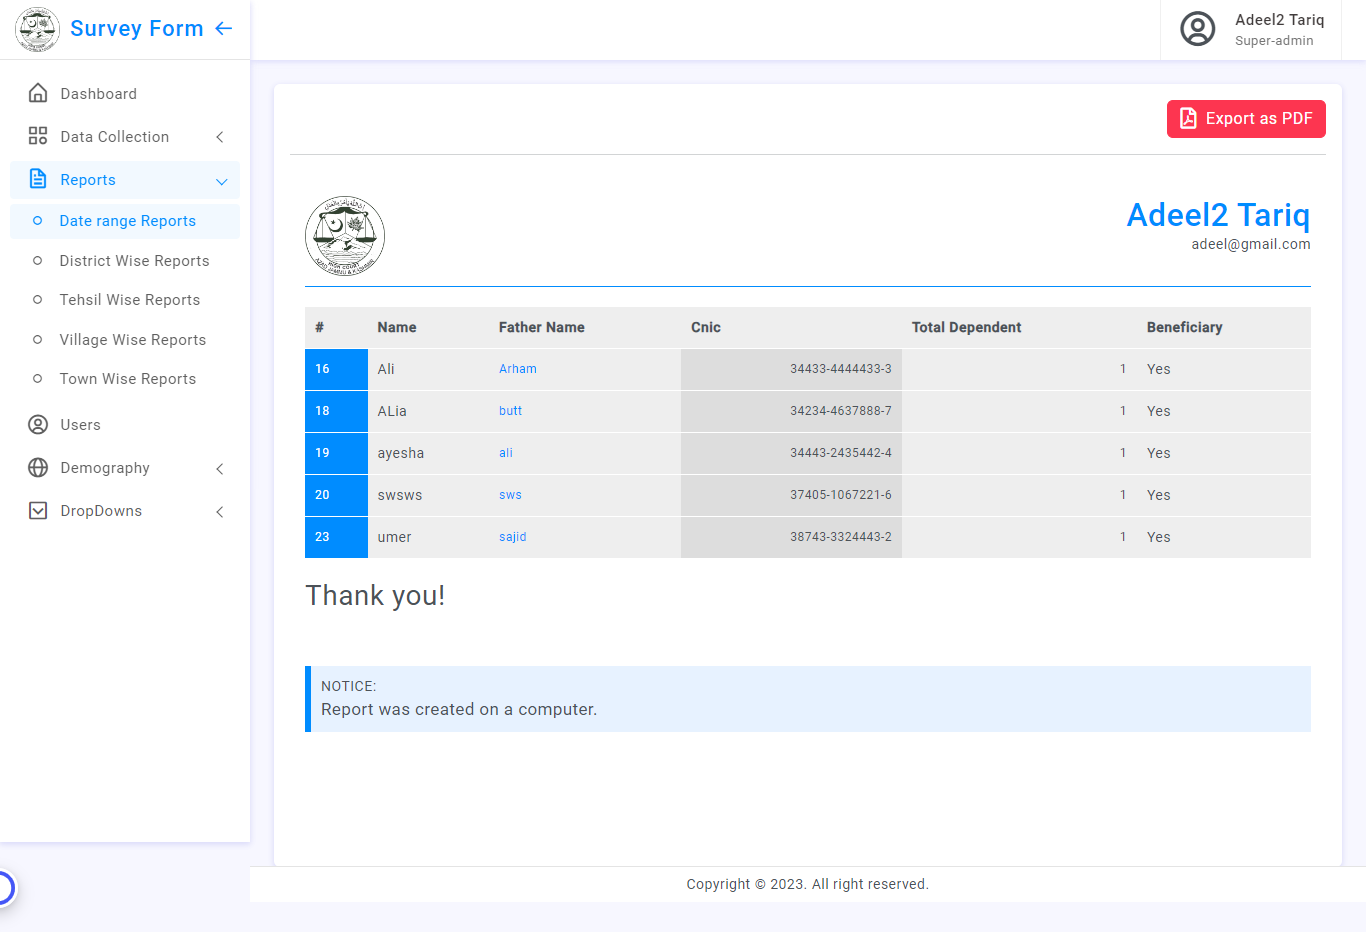 Survey Form
Adeel2 Tariq
Super-admin
Dashboard
Data Collection
Reports
Date range Reports
District Wise Reports
Tehsil Wise Reports
Village Wise Reports
Town Wise Reports
Users
Demography
DropDowns
Export as PDF
HIGH COURT
AZAD JAMMU & KASHMIR
Adeel2 Tariq
adeel@gmail.com
# Name Father Name Cnic Total Dependent Beneficiary
16 Ali Arham 34433-4444433-3 1 Yes
18 ALia butt 34234-4637888-7 1 Yes
19 ayesha ali 34443-2435442-4 1 Yes
20 swsws sws 37405-1067221-6 1 Yes
23 umer sajid 38743-3324443-2 1 Yes
Thank you!
NOTICE:
Report was created on a computer.
Copyright © 2023. All right reserved.